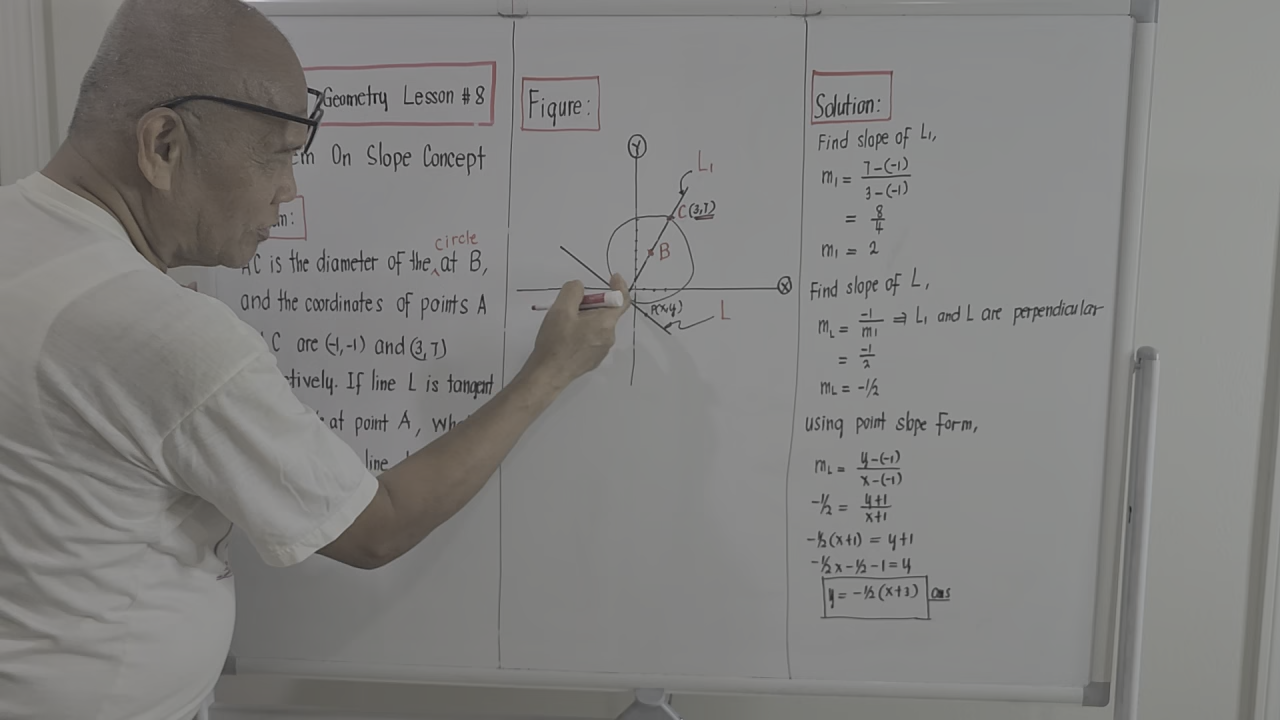 Geometry Lesson #8
On Slope Concept
AC is the diameter of the circle at B,
and the coordinates of points A
C are (-1,-1) and (3,7)
tively. If line L is tangent
at point A,
line
Figure:
Y
L₁
C (3,7)
B
X
P(x,y)
L
Solution:
Find slope of L₁,
m₁ = 7-(-1) / 3-(-1)
= 8/4
m₁ = 2
Find slope of L,
mL = -1/m₁ ⇒ L₁ and L are perpendicular
= -1/2
mL = -1/2
using point slope form,
mL = y-(-1) / x-(-1)
-1/2 = y+1 / x+1
-1/2(x+1) = y+1
-1/2x-1/2-1=y
y = -1/2(x+3) ans